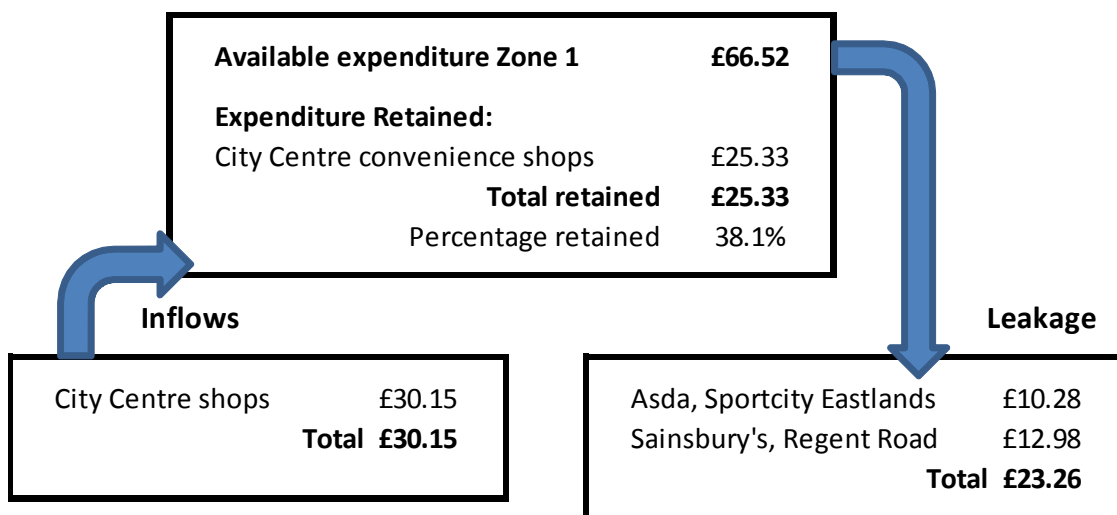 Available expenditure Zone 1 £66.52
Expenditure Retained:
City Centre convenience shops £25.33
Total retained £25.33
Percentage retained 38.1%
Inflows
City Centre shops £30.15
Total £30.15
Leakage
Asda, Sportcity Eastlands £10.28
Sainsbury's, Regent Road £12.98
Total £23.26